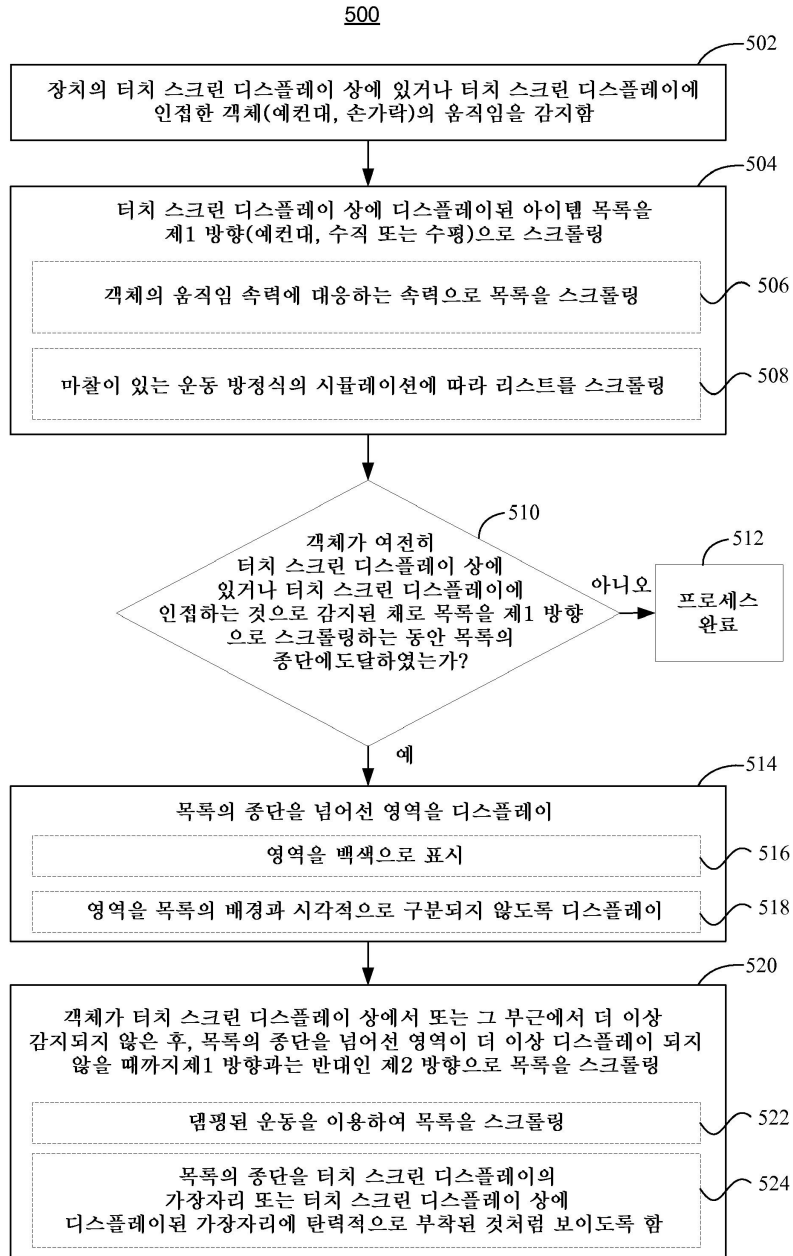 500
502
장치의 터치 스크린 디스플레이 상에 있거나 터치 스크린 디스플레이에
인접한 객체(예컨대, 손가락)의 움직임을 감지함
504
터치 스크린 디스플레이 상에 디스플레이된 아이템 목록을
제1 방향(예컨대, 수직 또는 수평)으로 스크롤링
객체의 움직임 속력에 대응하는 속력으로 목록을 스크롤링
506
마찰이 있는 운동 방정식의 시뮬레이션에 따라 리스트를 스크롤링
508
510
객체가 여전히
터치 스크린 디스플레이 상에
있거나 터치 스크린 디스플레이에
인접하는 것으로 감지된 채로 목록을 제1 방향
으로 스크롤링하는 동안 목록의
종단에도달하였는가?
아니오
512
프로세스
완료
예
514
목록의 종단을 넘어선 영역을 디스플레이
영역을 백색으로 표시
516
영역을 목록의 배경과 시각적으로 구분되지 않도록 디스플레이
518
520
객체가 터치 스크린 디스플레이 상에서 또는 그 부근에서 더 이상
감지되지 않은 후, 목록의 종단을 넘어선 영역이 더 이상 디스플레이 되지
않을 때까지제1 방향과는 반대인 제2 방향으로 목록을 스크롤링
댐핑된 운동을 이용하여 목록을 스크롤링
522
목록의 종단을 터치 스크린 디스플레이의
가장자리 또는 터치 스크린 디스플레이 상에
디스플레이된 가장자리에 탄력적으로 부착된 것처럼 보이도록 함
524